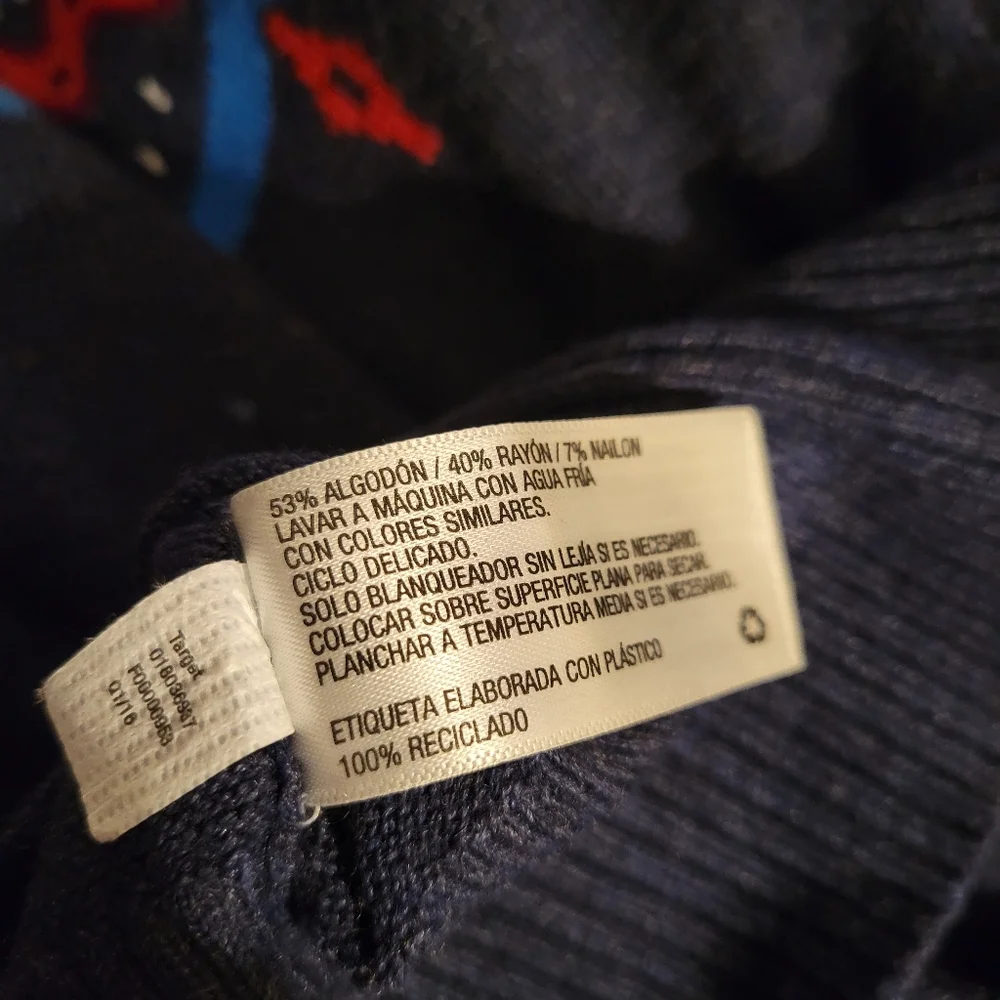 53% ALGODÓN / 40% RAYÓN / 7% NAILON
LAVAR A MÁQUINA CON AGUA FRÍA
CON COLORES SIMILARES.
CICLO DELICADO.
SOLO BLANQUEADOR SIN LEJÍA SI ES NECESARIO.
COLOCAR SOBRE SUPERFICIE PLANA PARA SECAR.
PLANCHAR A TEMPERATURA MEDIA SI ES NECESARIO.
ETIQUETA ELABORADA CON PLÁSTICO
100% RECICLADO
Target
01/16